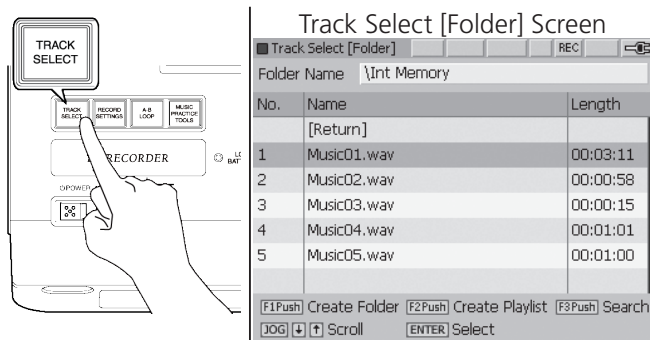 TRACK
SELECT
TRACK
SELECT
RECORD
SETTINGS
A-B
LOOP
MUSIC
PRACTICE
TOOLS
RECORDER
POWER
Track Select [Folder] Screen
Track Select [Folder] REC
Folder Name \Int Memory
No. Name Length
[Return]
1 Music01.wav 00:03:11
2 Music02.wav 00:00:58
3 Music03.wav 00:00:15
4 Music04.wav 00:01:01
5 Music05.wav 00:01:00
F1Push Create Folder F2Push Create Playlist F3Push Search
JOG ↓ ↑ Scroll ENTER Select